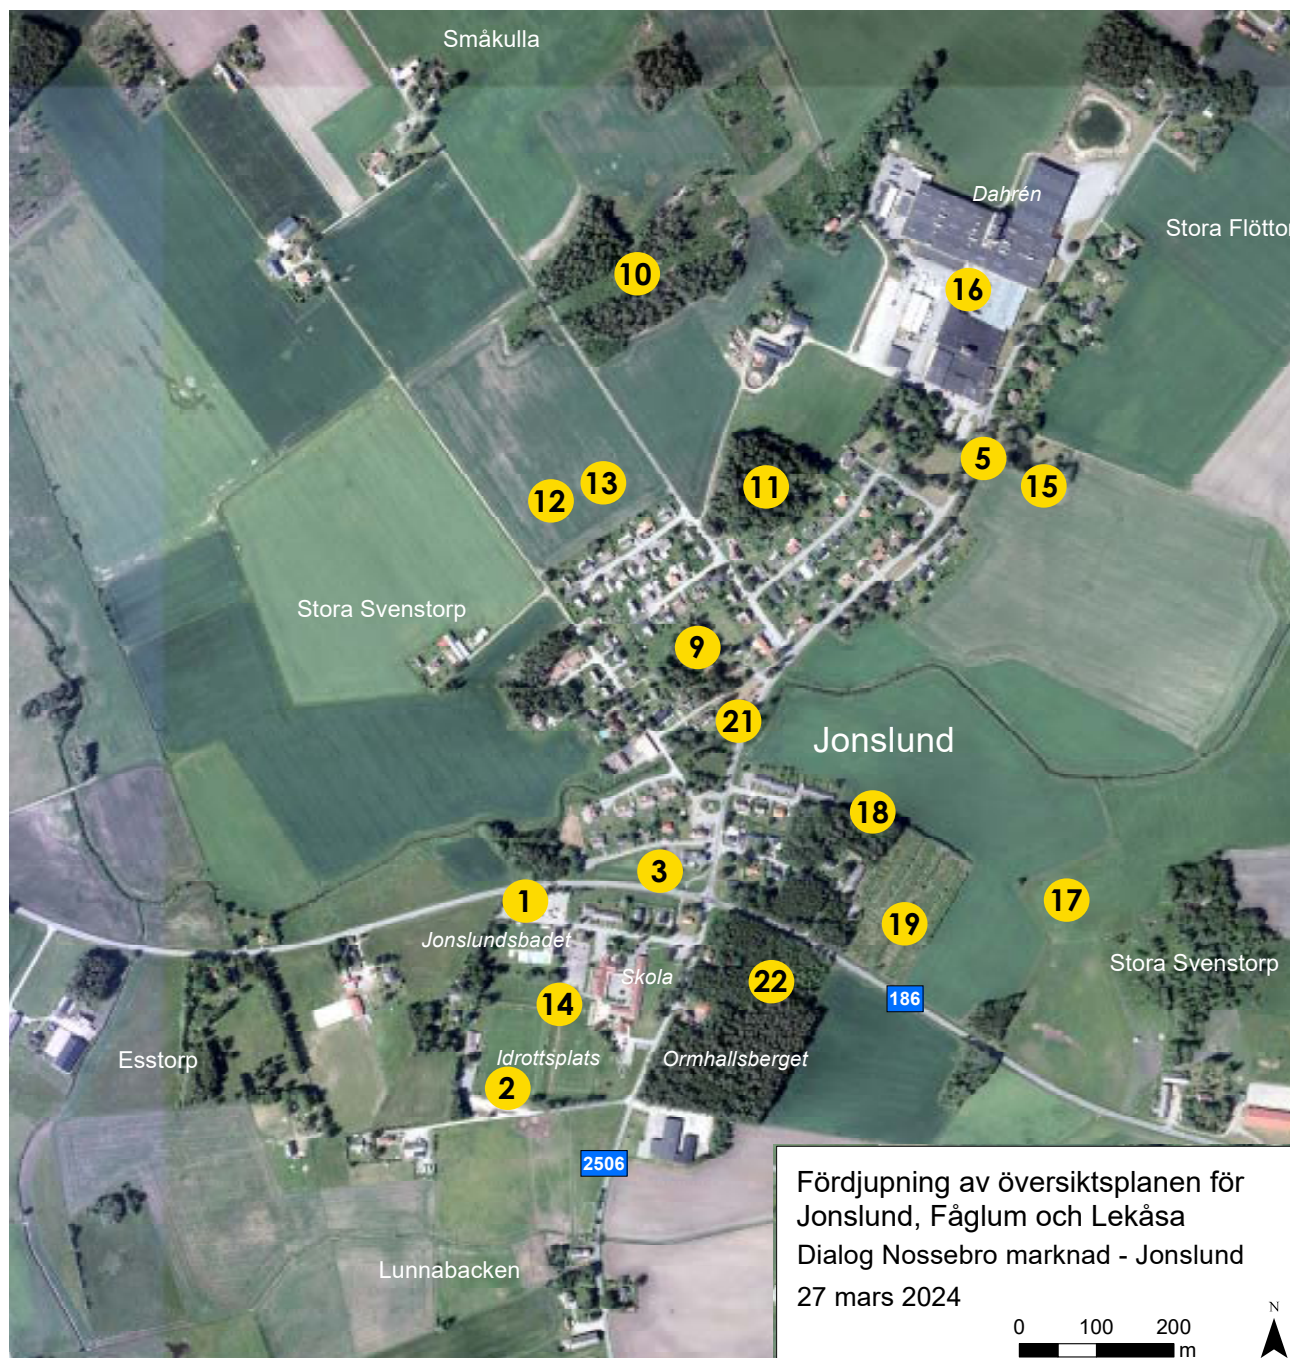 Småkulla
Dahrén
Stora Flötto
10
16
5
15
13
12
11
Stora Svenstorp
9
21
Jonslund
18
3
1
17
19
Jonslundsbadet
Skola
Stora Svenstorp
22
186
14
Esstorp
Idrottsplats
Ormhallsberget
2
2506
Lunnabacken
Fördjupning av översiktsplanen för
Jonslund, Fåglum och Lekåsa
Dialog Nossebro marknad - Jonslund
27 mars 2024
N
0 100 200
m